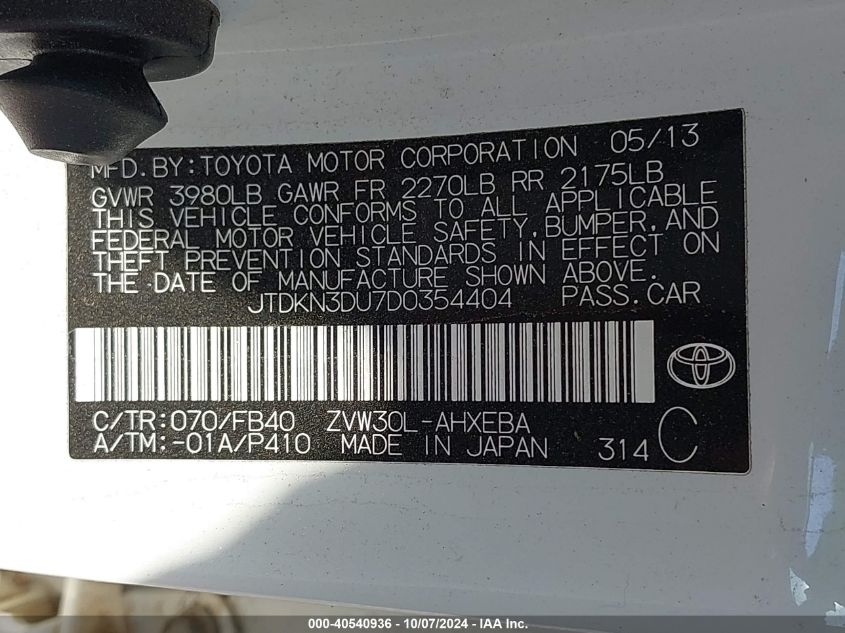 MFD.BY:TOYOTA MOTOR CORPORATION 05/13
GVWR 3980LB GAWR FR 2270LB RR 2175LB
THIS VEHICLE CONFORMS TO ALL APPLICABLE
FEDERAL MOTOR VEHICLE SAFETY,BUMPER,AND
THEFT PREVENTION STANDARDS IN EFFECT ON
THE DATE OF MANUFACTURE SHOWN ABOVE.
JTDKN3DU7D0354404 PASS.CAR
C/TR:070/FB40 ZVW30L-AHXEBA
A/TM:-01A/P410 MADE IN JAPAN 314 C
000-40540936 - 10/07/2024 - IAA Inc.